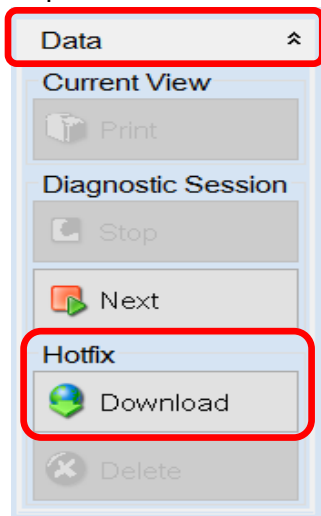 Data
Current View
Print
Diagnostic Session
Stop
Next
Hotfix
Download
Delete